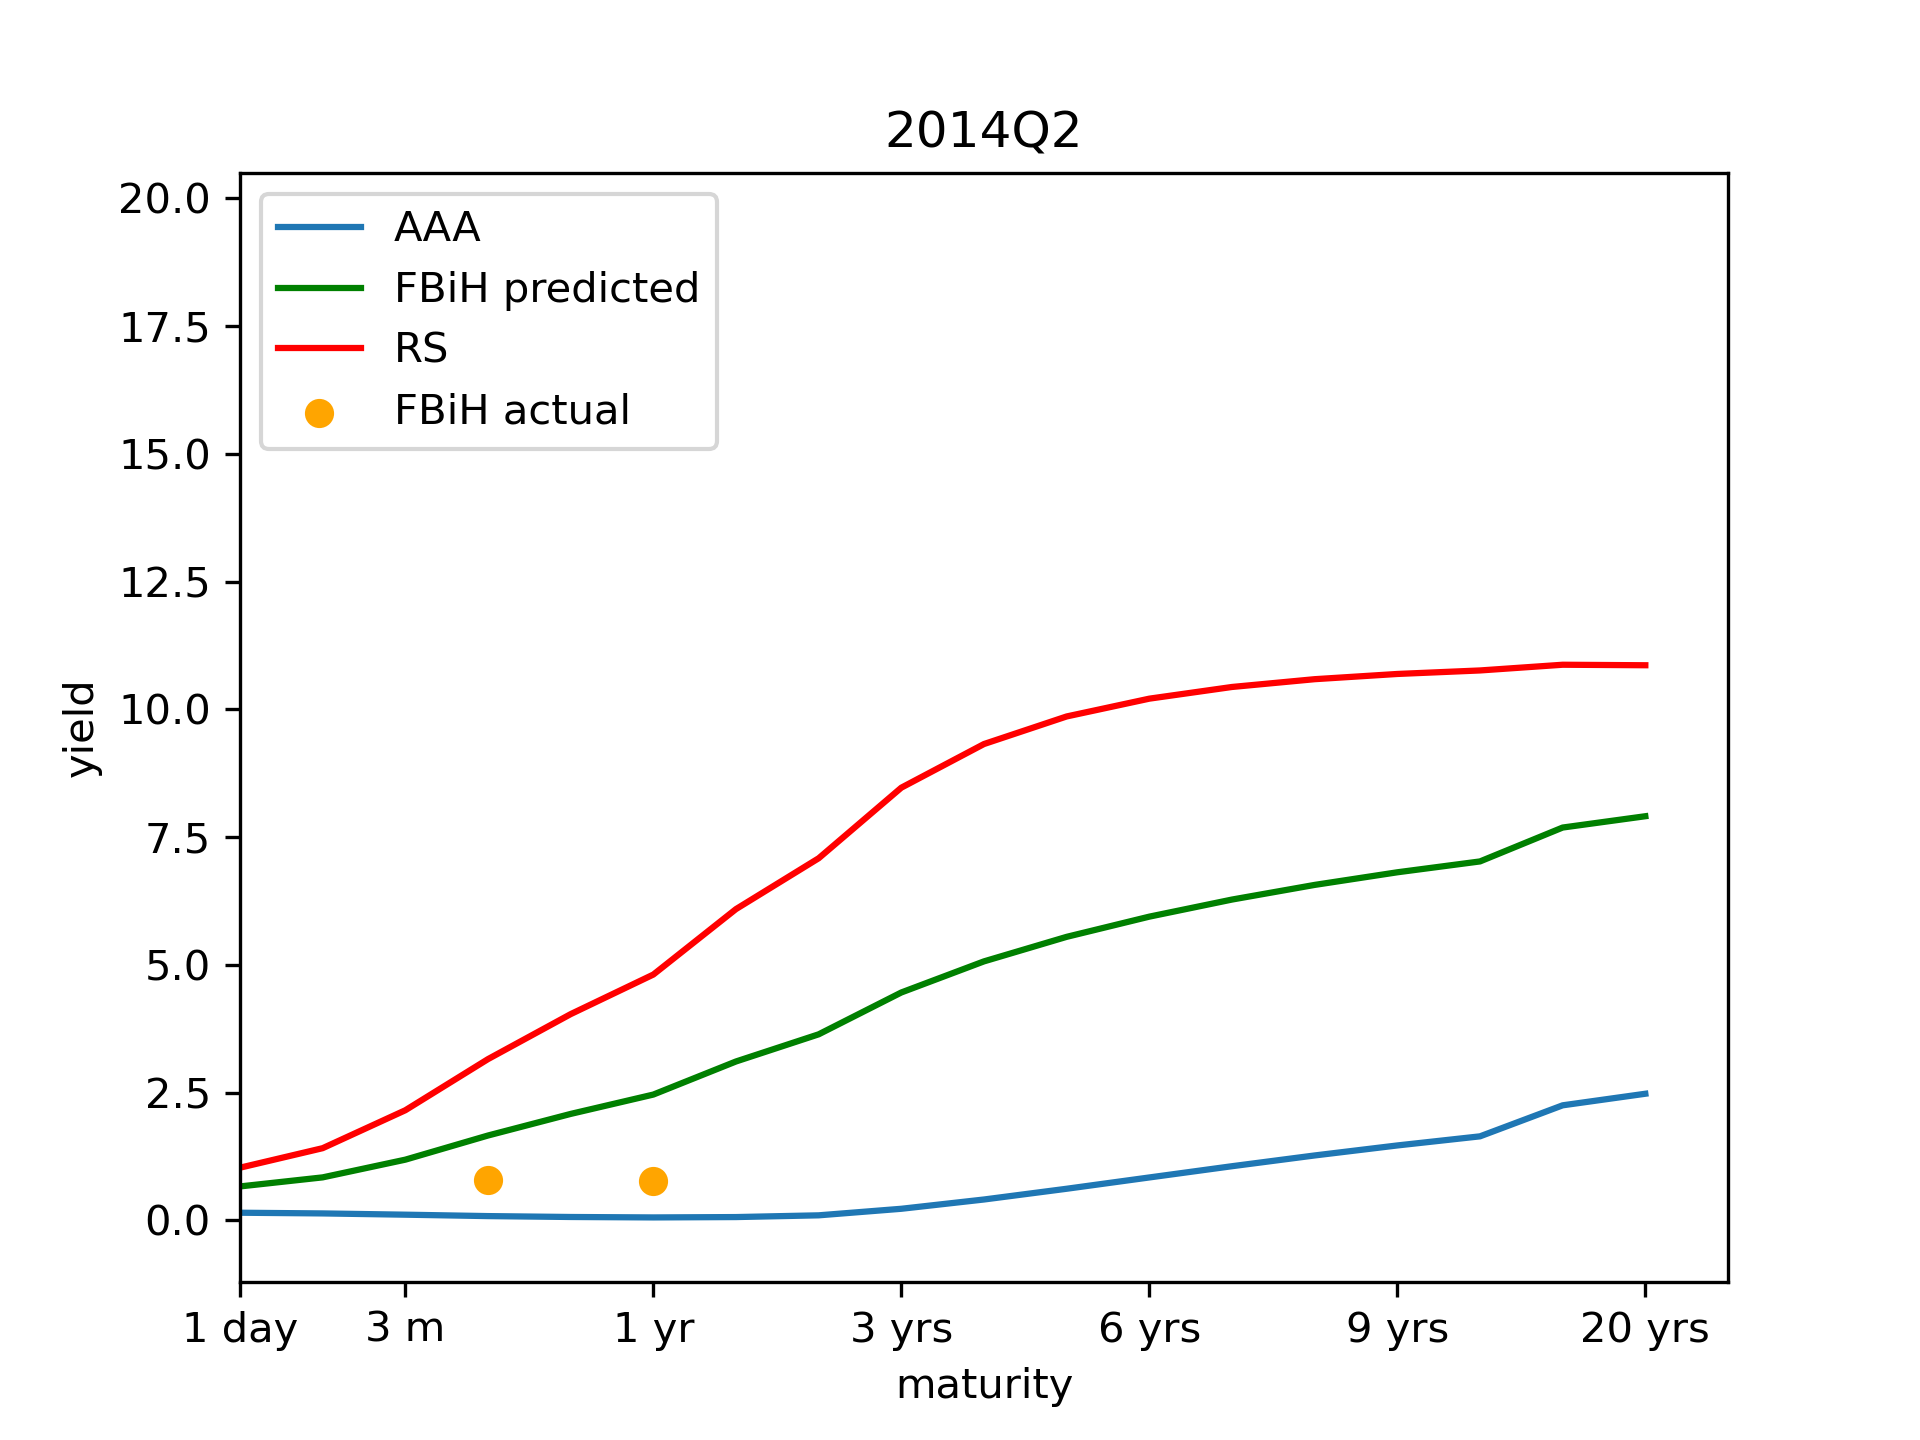 2014Q2
AAA
FBiH predicted
RS
FBiH actual
20.0
17.5
15.0
12.5
10.0
7.5
5.0
2.5
0.0
yield
1 day 3 m 1 yr 3 yrs 6 yrs 9 yrs 20 yrs
maturity